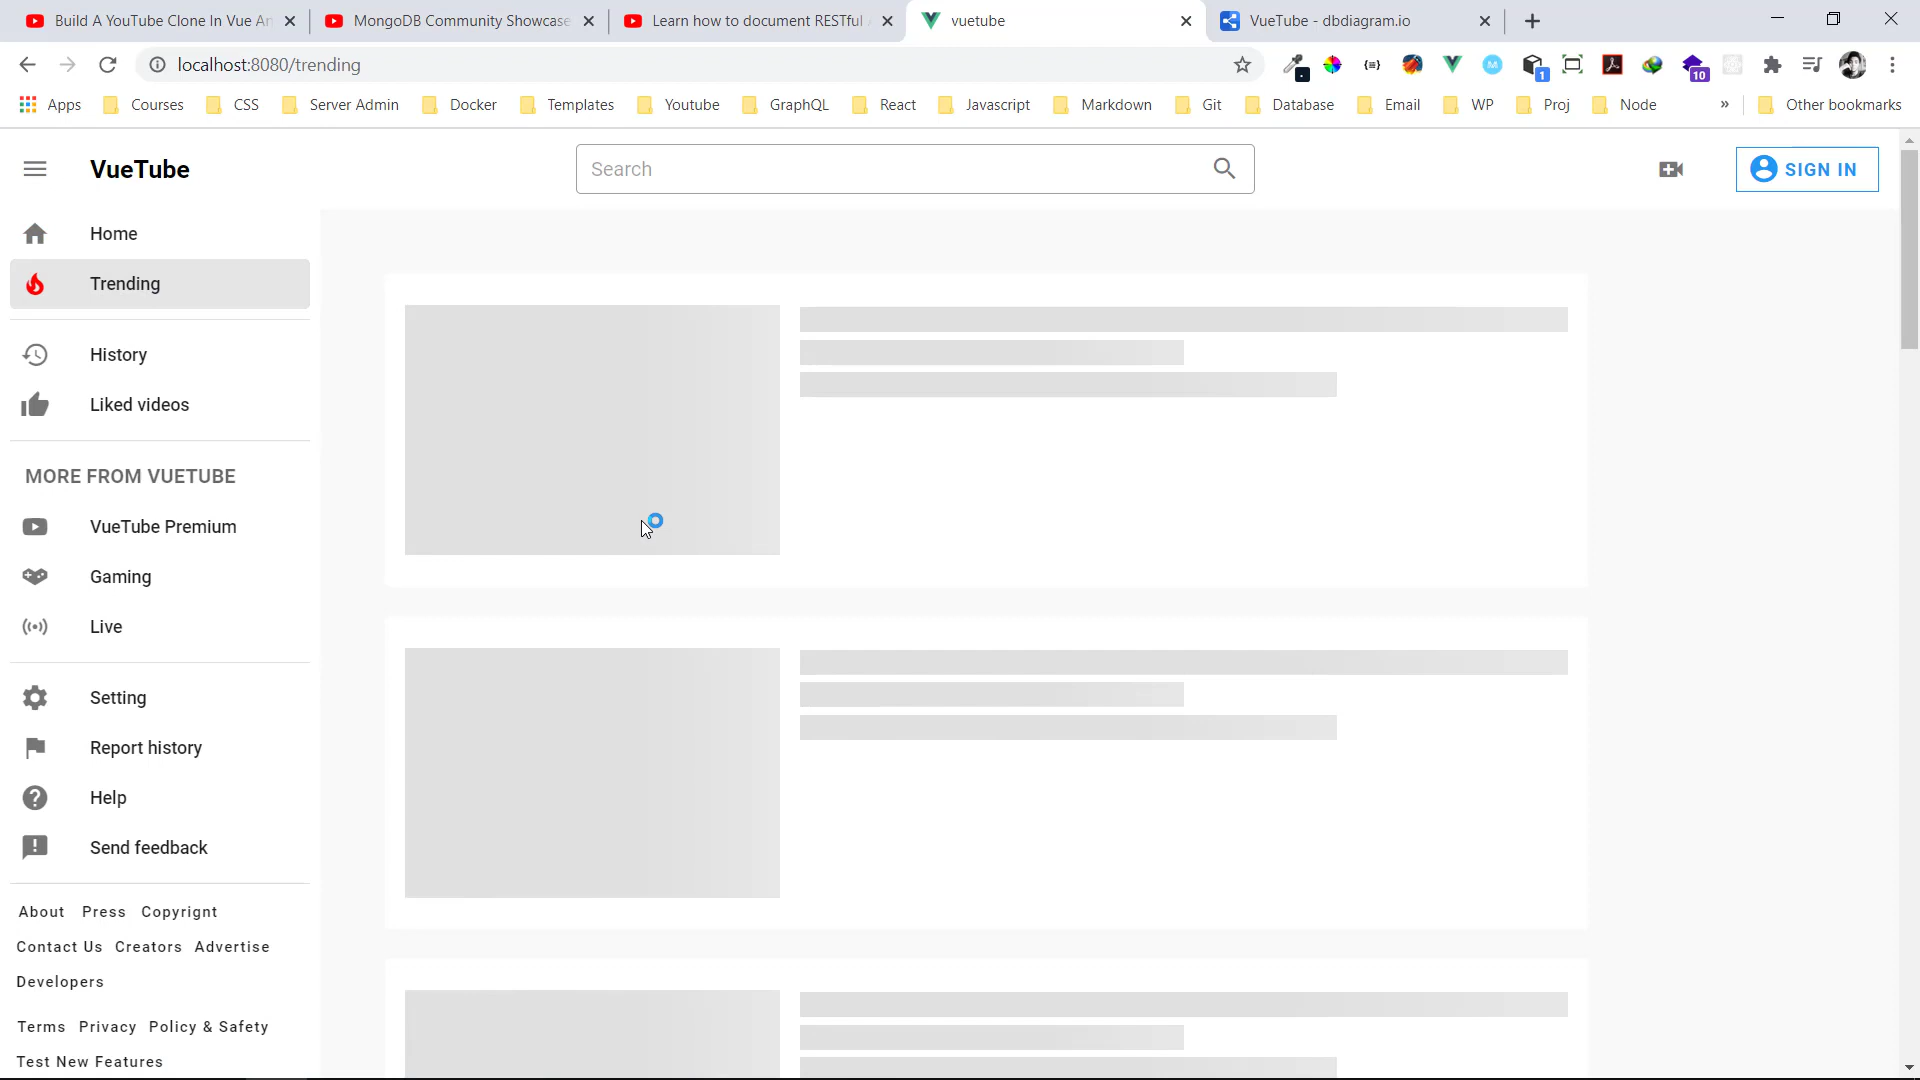 Build A YouTube Clone In Vue An
MongoDB Community Showcase
Learn how to document RESTful A
vuetube
VueTube - dbdiagram.io
localhost:8080/trending
1
10
Apps
Courses
CSS
Server Admin
Docker
Templates
Youtube
GraphQL
React
Javascript
Markdown
Git
Database
Email
WP
Proj
Node
»
Other bookmarks
VueTube
Search
SIGN IN
Home
Trending
History
Liked videos
MORE FROM VUETUBE
VueTube Premium
Gaming
Live
Setting
Report history
Help
Send feedback
About Press Copyrignt
Contact Us Creators Advertise
Developers
Terms Privacy Policy & Safety
Test New Features